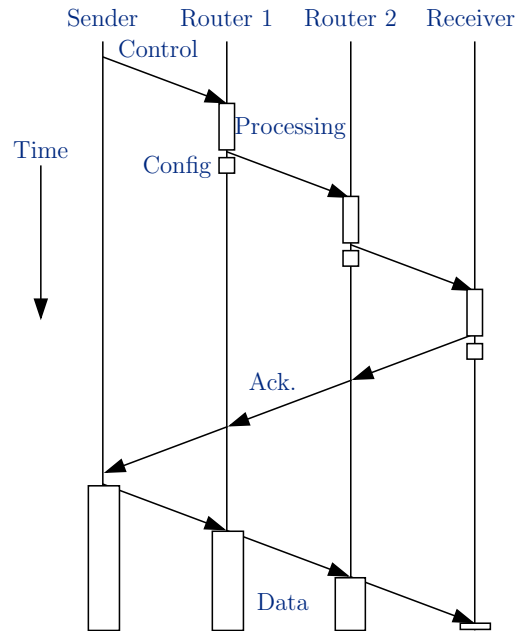 Sender Router 1 Router 2 Receiver
Control
Processing
Time
Config
Ack.
Data